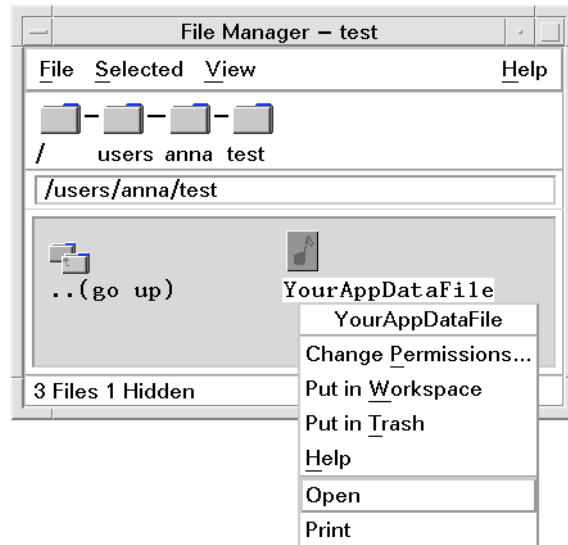 File Manager – test
File Selected View Help
/ users anna test
/users/anna/test
..(go up) YourAppDataFile
YourAppDataFile
Change Permissions...
Put in Workspace
Put in Trash
Help
Open
Print
3 Files 1 Hidden